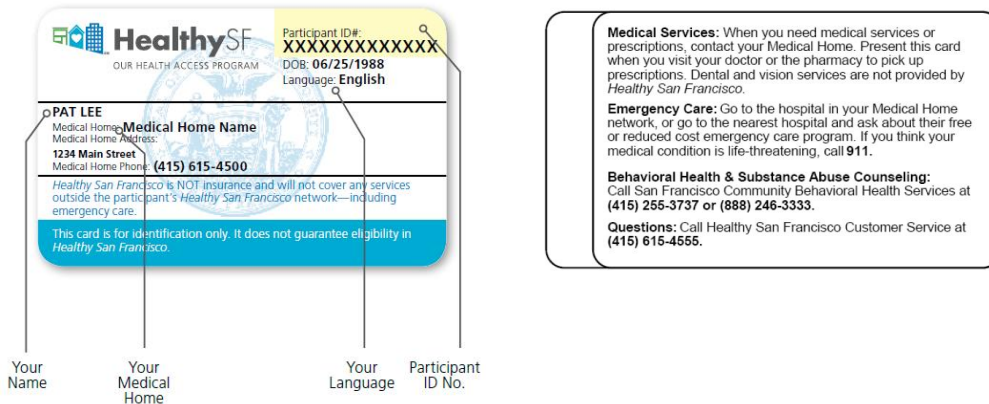 HealthySF
OUR HEALTH ACCESS PROGRAM
Participant ID#:
XXXXXXXXXXXXX
DOB: 06/25/1988
Language: English
PAT LEE
Medical Home: Medical Home Name
Medical Home Address:
1234 Main Street
Medical Home Phone: (415) 615-4500
Healthy San Francisco is NOT insurance and will not cover any services
outside the participant's Healthy San Francisco network—including
emergency care.
This card is for identification only. It does not guarantee eligibility in
Healthy San Francisco.
Your
Name
Your
Medical
Home
Your
Language
Participant
ID No.
Medical Services: When you need medical services or
prescriptions, contact your Medical Home. Present this card
when you visit your doctor or the pharmacy to pick up
prescriptions. Dental and vision services are not provided by
Healthy San Francisco.
Emergency Care: Go to the hospital in your Medical Home
network, or go to the nearest hospital and ask about their free
or reduced cost emergency care program. If you think your
medical condition is life-threatening, call 911.
Behavioral Health & Substance Abuse Counseling:
Call San Francisco Community Behavioral Health Services at
(415) 255-3737 or (888) 246-3333.
Questions: Call Healthy San Francisco Customer Service at
(415) 615-4555.